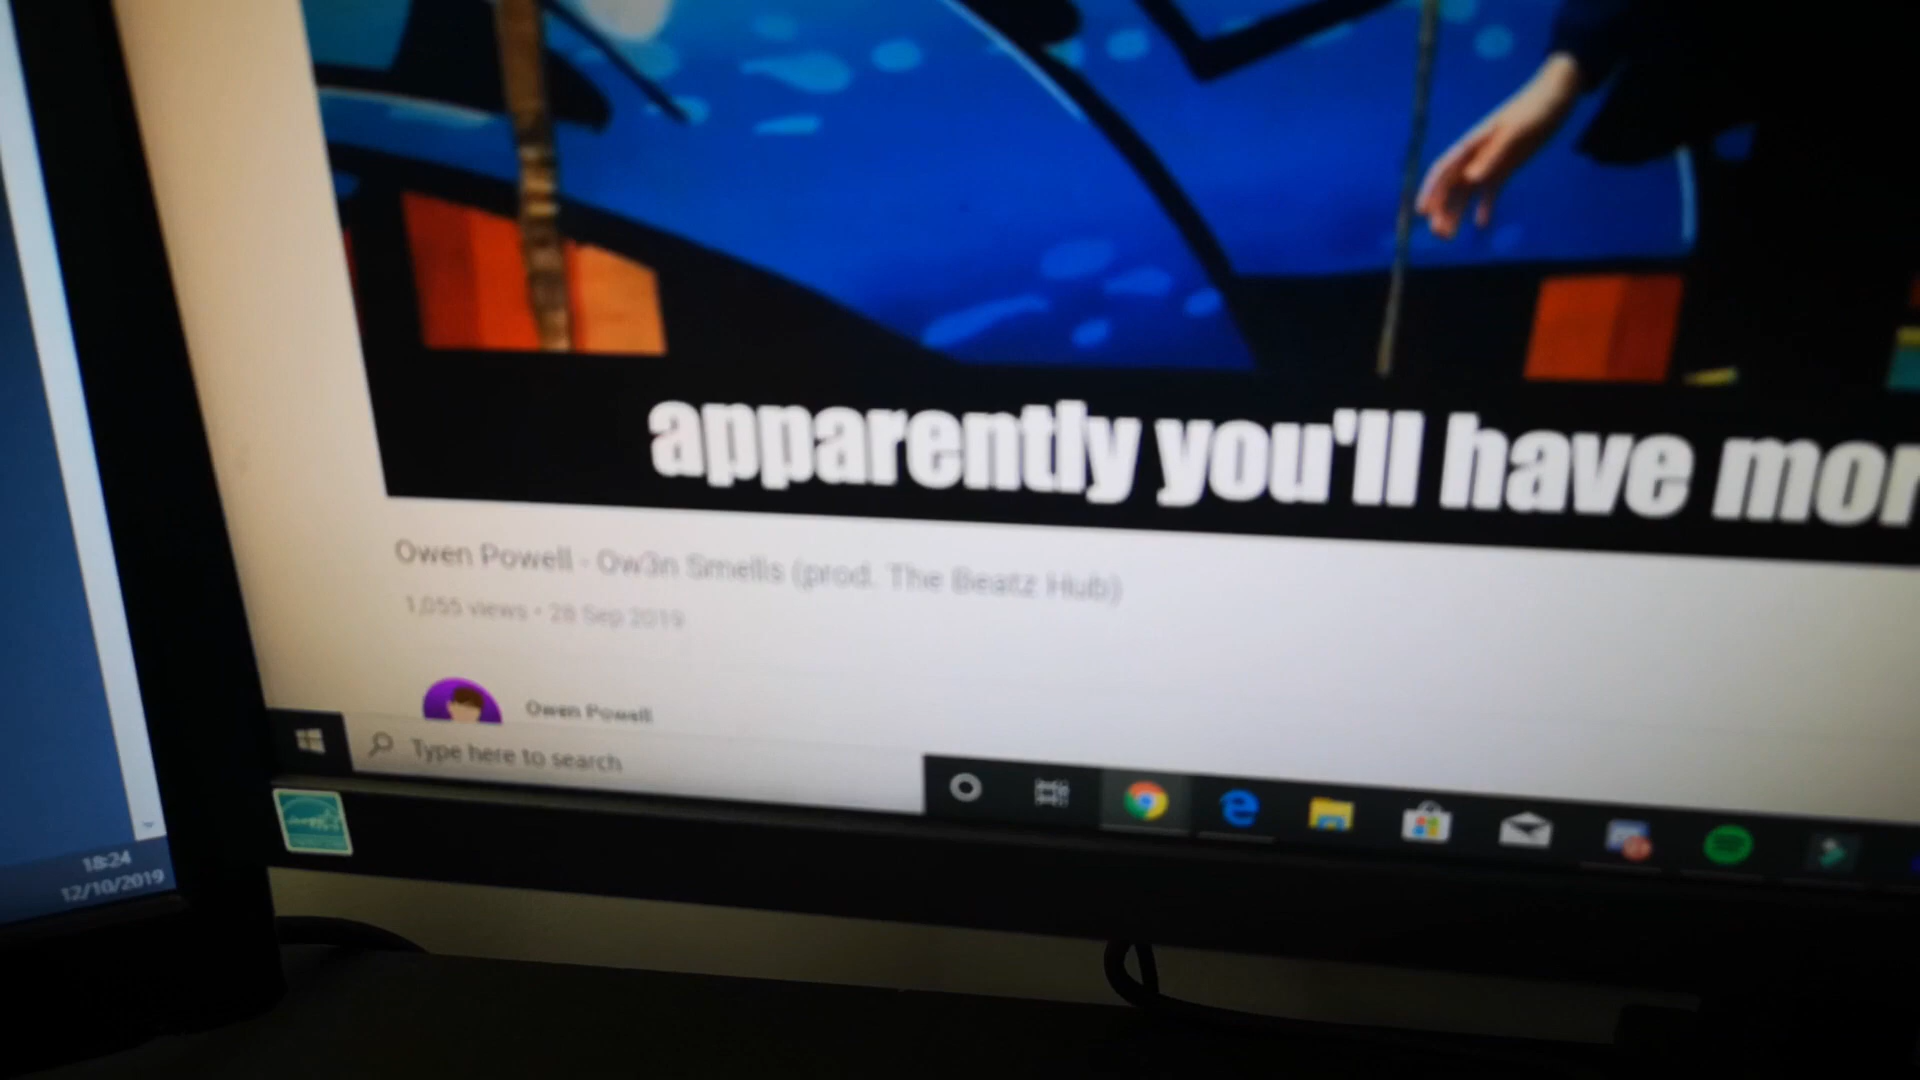 apparently you'll have mor
Owen Powell - Ow3n Smells (prod. The Beatz Hub)
1,055 views • 28 Sep 2019
Owen Powell
Type here to search
18:24
12/10/2019